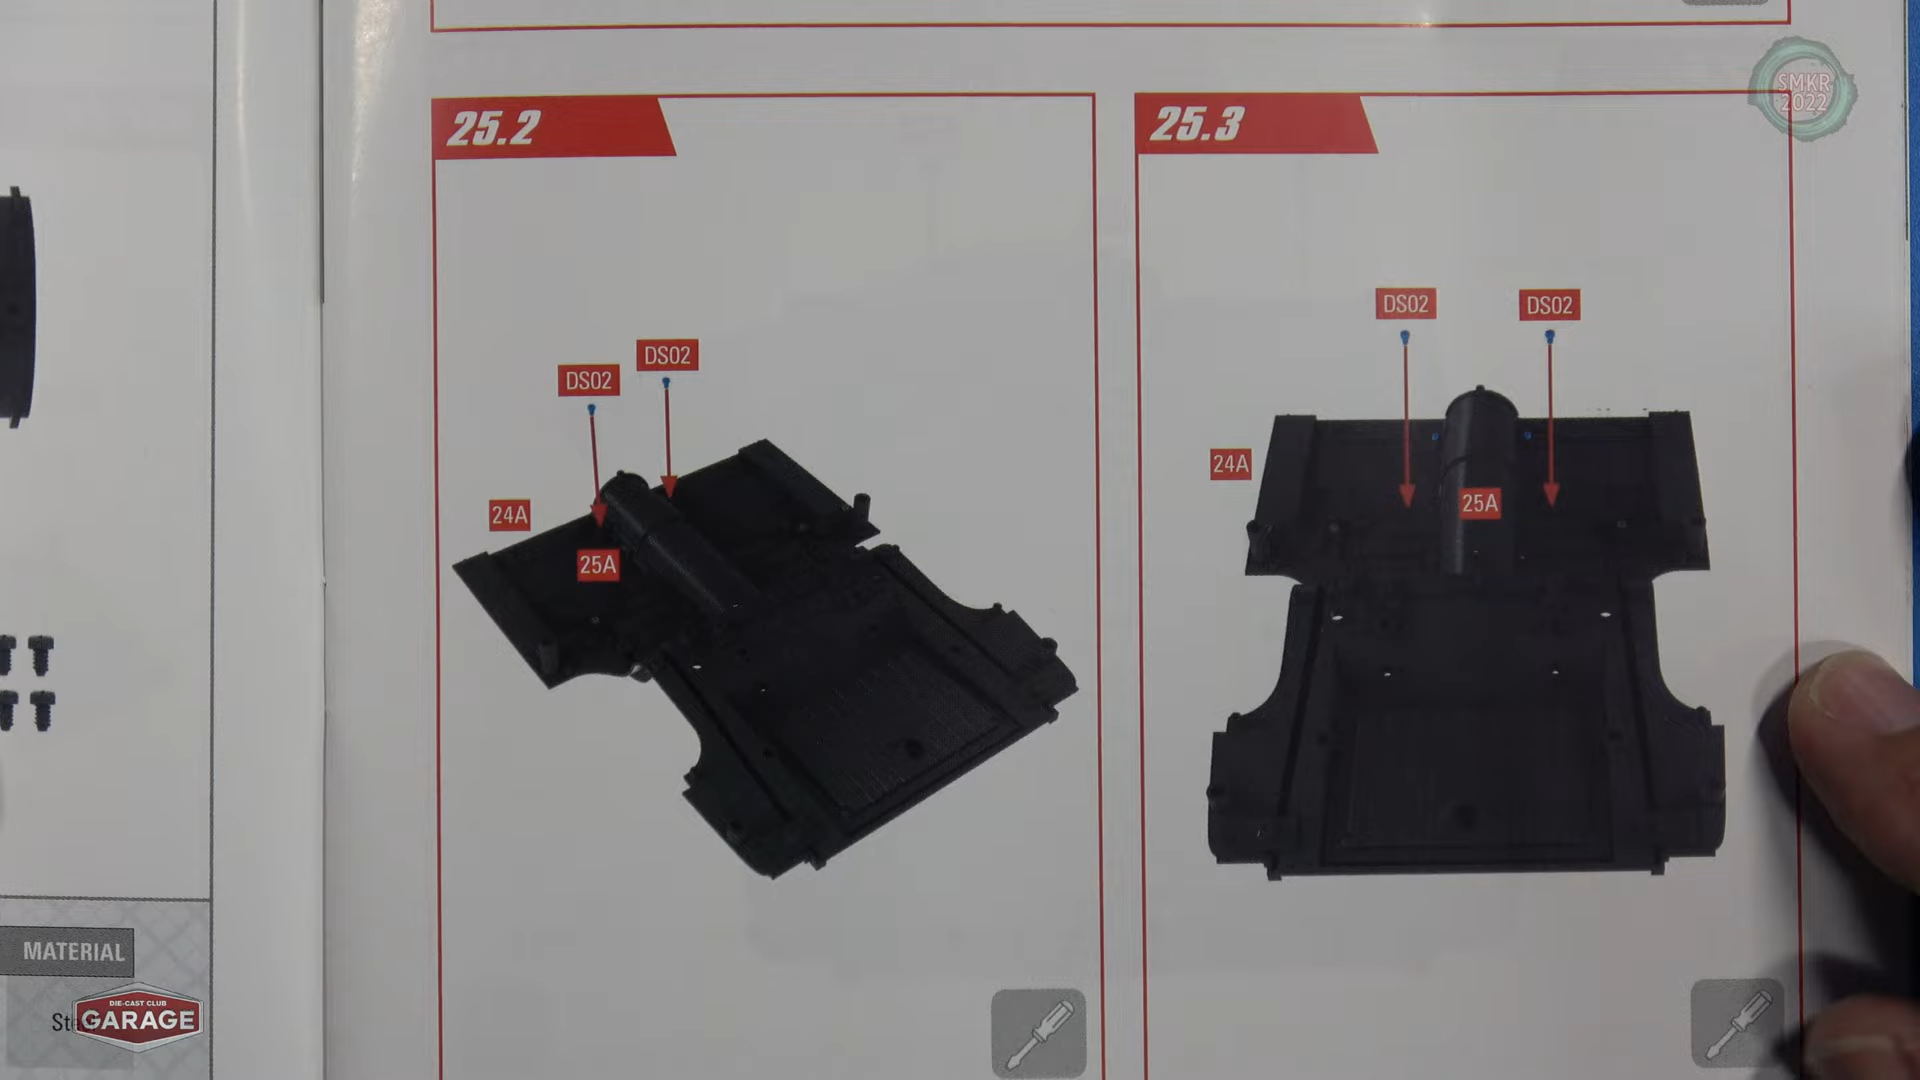 SMKR
2022
25.2
25.3
DS02
DS02
DS02
DS02
24A
25A
24A
25A
MATERIAL
DIE-CAST CLUB
GARAGE